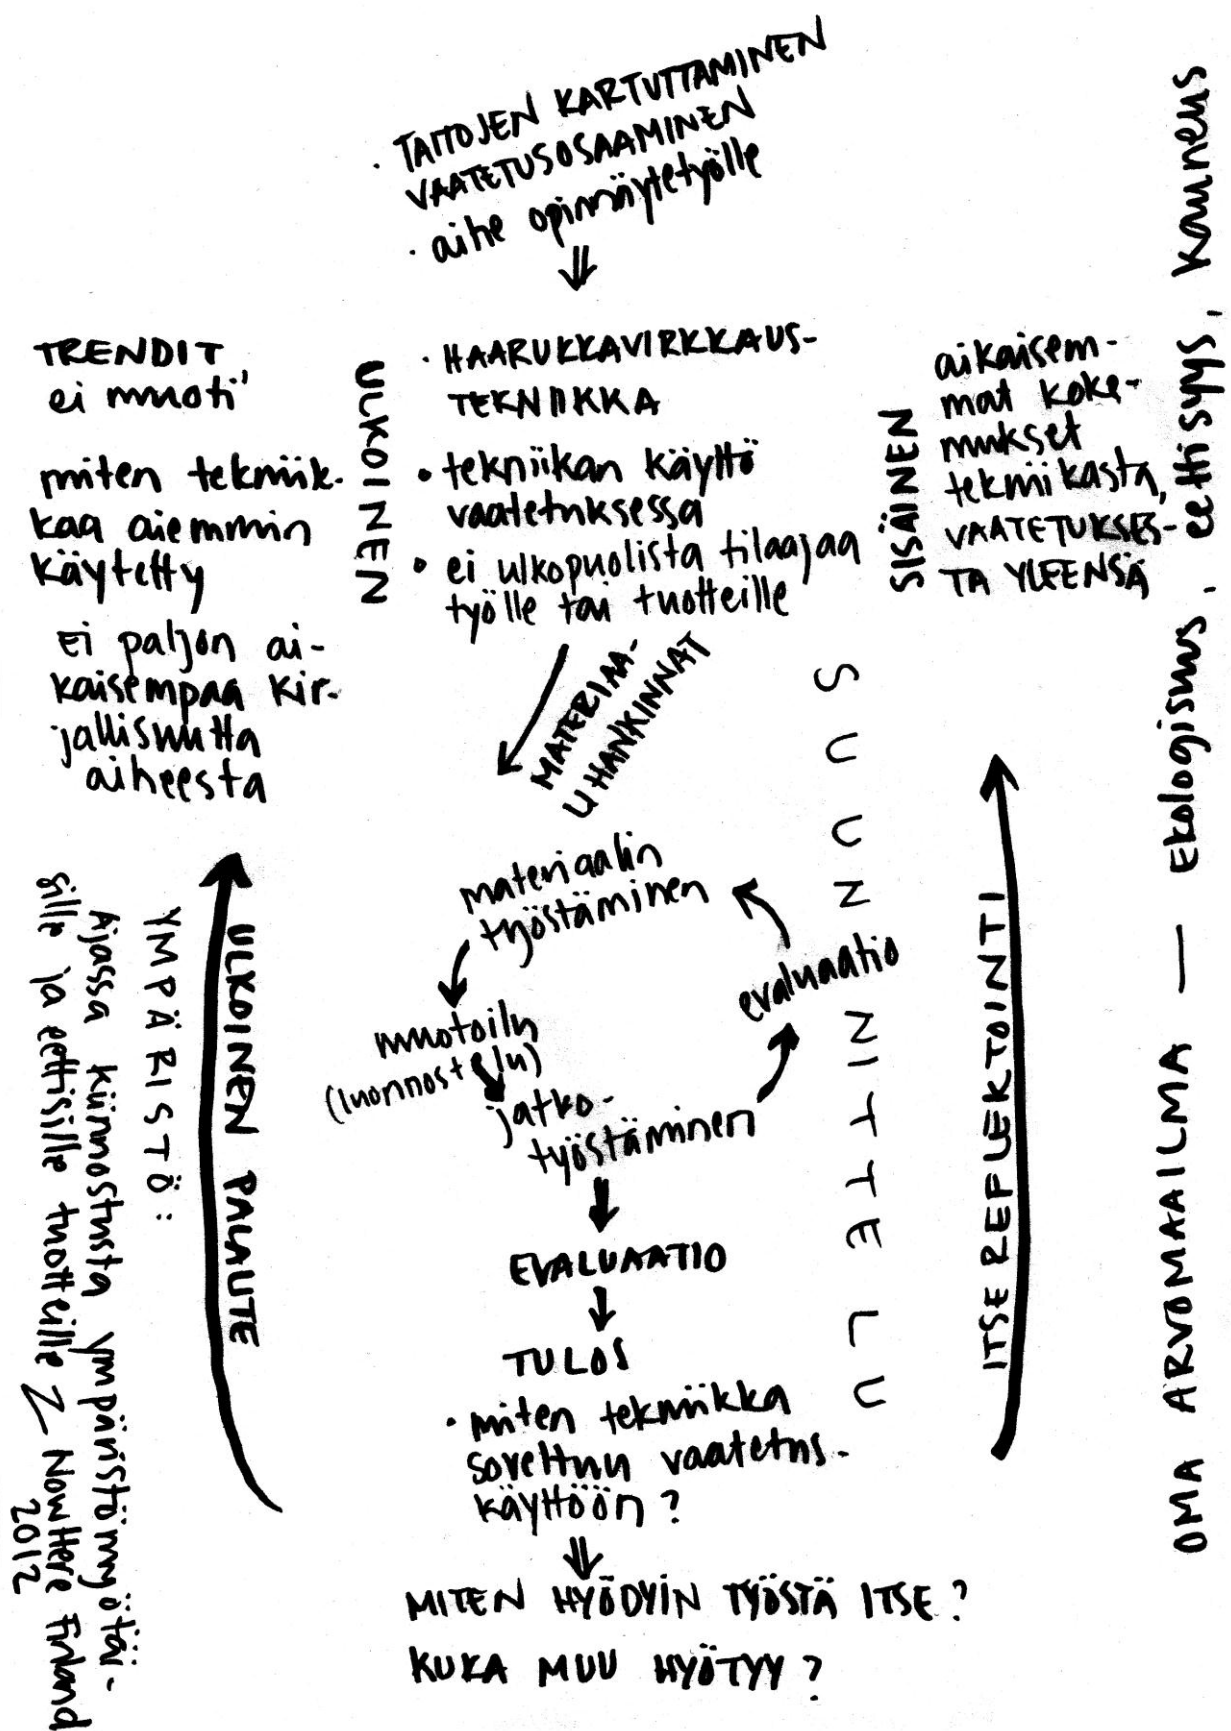 · TAITOJEN KARTUTTAMINEN
VAATETUSOSAAMINEN
· aihe opinnäytetyölle
TRENDIT
ei muoti'
miten teknik-
kaa aiemmin
käytetty
Ei paljon ai-
kaisempaa kir-
jallisuutta
aiheesta
ULKOINEN
· HAARUKKAVIRKKAUS-
TEKNIIKKA
• tekniikan käyttö
vaatetuksessa
• ei ulkopuolista tilaajaa
työlle tai tuotteille
SISÄINEN
aikaisem-
mat koke-
mukset
tekniikasta,
VAATETUKSES-
TA YLEENSÄ
MATERIAA-
LIHANKINNAT
SUUNNITTELU
materiaalin
työstäminen
muotoilu
(luonnostelu)
jatko-
työstäminen
evaluaatio
EVALUAATIO
TULOS
· miten tekniikka
soveltuu vaatetus-
käyttöön?
MITEN HYÖDYIN TYÖSTÄ ITSE?
KUKA MUU HYÖTYY?
ULKOINEN PALAUTE
YMPÄRISTÖ:
Ajassa kiinnostusta ympäristömyötäi-
sille ja eettisille tuotteille Nowhere Finland
2012
ITSEREFLEKTOINTI
OMA ARVOMAAILMA — Ekologisuus, eettisyys, kauneus